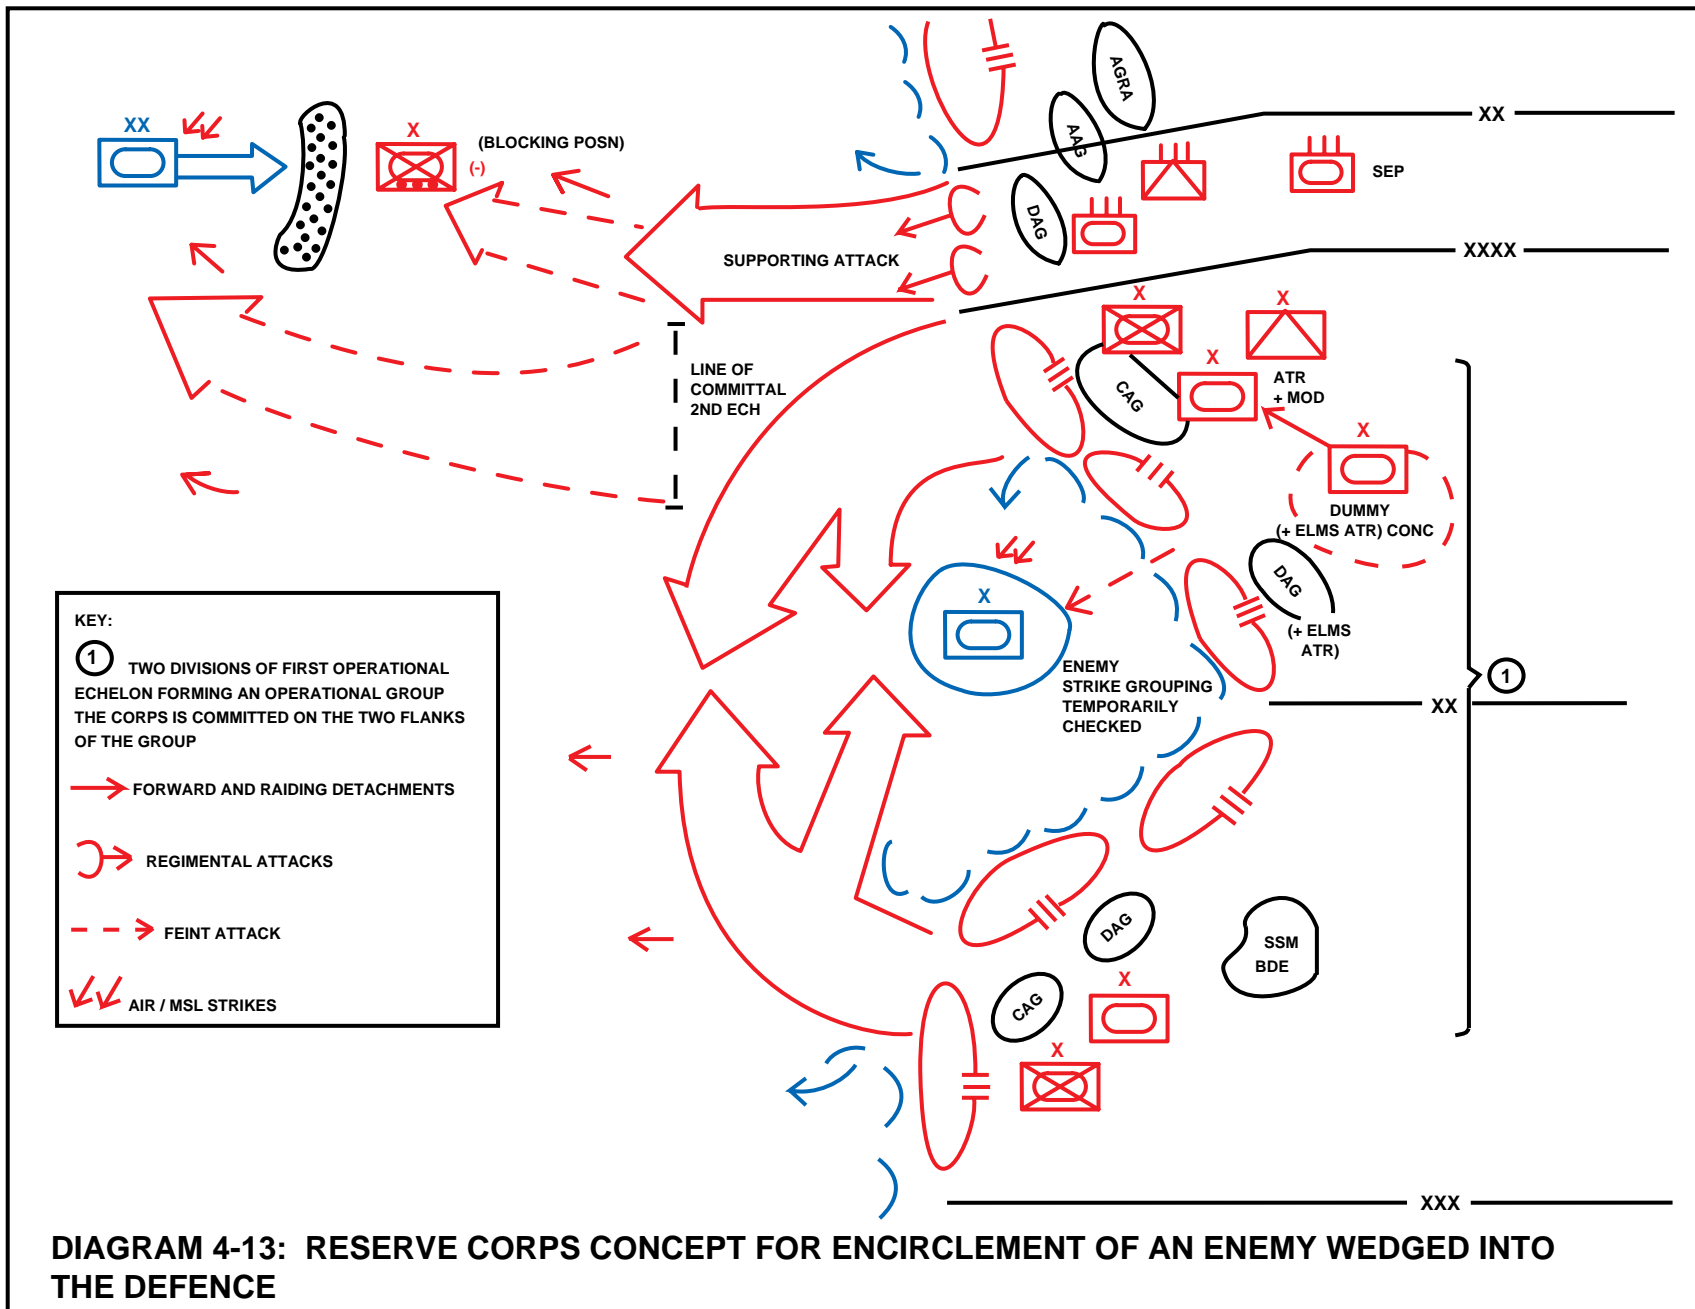 AGRA
XX
AAG
XX
X
(BLOCKING POSN)
(-)
SEP
DAG
SUPPORTING ATTACK
XXXX
X
X
X
LINE OF
COMMITTAL
2ND ECH
ATR
+ MOD
CAG
X
DUMMY
(+ ELMS ATR) CONC
DAG
(+ ELMS
ATR)
X
ENEMY
STRIKE GROUPING
TEMPORARILY
CHECKED
1
XX
KEY:
1 TWO DIVISIONS OF FIRST OPERATIONAL
ECHELON FORMING AN OPERATIONAL GROUP
THE CORPS IS COMMITTED ON THE TWO FLANKS
OF THE GROUP
FORWARD AND RAIDING DETACHMENTS
REGIMENTAL ATTACKS
FEINT ATTACK
AIR / MSL STRIKES
DAG
SSM
BDE
CAG
X
X
XXX
DIAGRAM 4-13: RESERVE CORPS CONCEPT FOR ENCIRCLEMENT OF AN ENEMY WEDGED INTO
THE DEFENCE